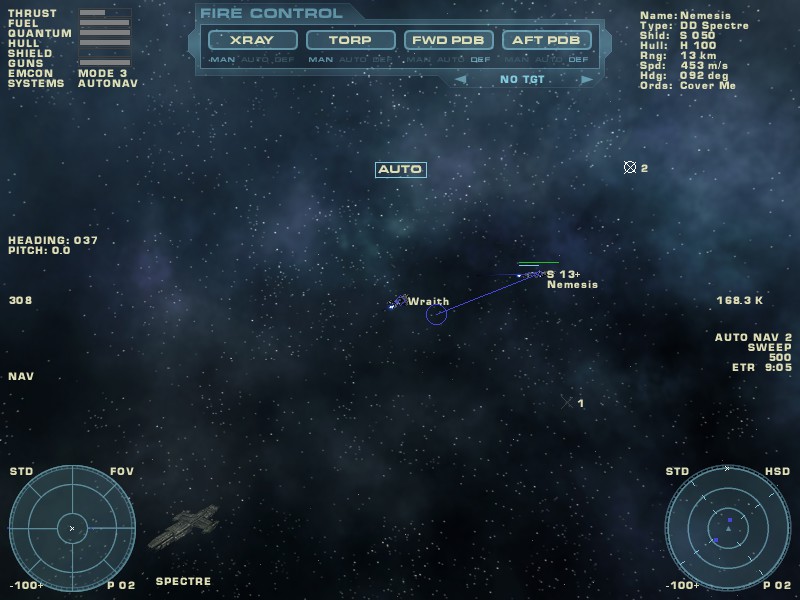 THRUST
FUEL
QUANTUM
HULL
SHIELD
GUNS
EMCON MODE 3
SYSTEMS AUTONAV
FIRE CONTROL
XRAY TORP FWD PDB AFT PDB
MAN AUTO DEF MAN AUTO DEF MAN AUTO DEF MAN AUTO DEF
NO TGT
Name: Nemesis
Type: DD Spectre
Shld: S 050
Hull: H 100
Rng: 13 km
Spd: 453 m/s
Hdg: 092 deg
Ords: Cover Me
AUTO
2
HEADING: 037
PITCH: 0.0
S 13+
Nemesis
Wraith
308
168.3 K
AUTO NAV 2
SWEEP
500
ETR 9:05
NAV
1
STD FOV
-100+ P 02
SPECTRE
STD HSD
-100+ P 02